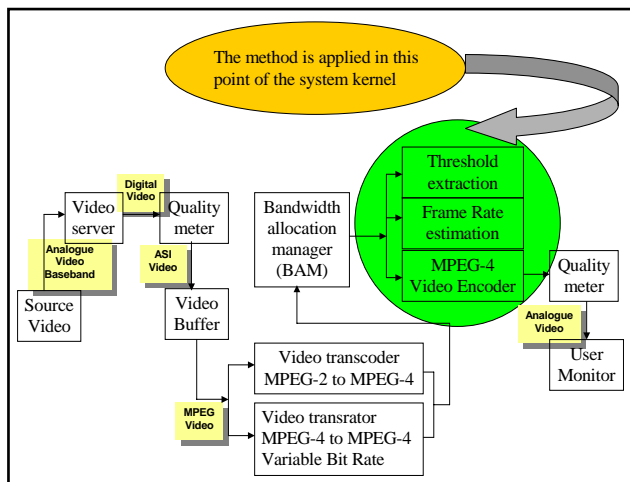 The method is applied in this
point of the system kernel
Digital
Video
Video
server
Quality
meter
Analogue
Video
Baseband
ASI
Video
Source
Video
Video
Buffer
MPEG
Video
Video transcoder
MPEG-2 to MPEG-4
Video transrator
MPEG-4 to MPEG-4
Variable Bit Rate
Bandwidth
allocation
manager
(BAM)
Threshold
extraction
Frame Rate
estimation
MPEG-4
Video Encoder
Quality
meter
Analogue
Video
User
Monitor